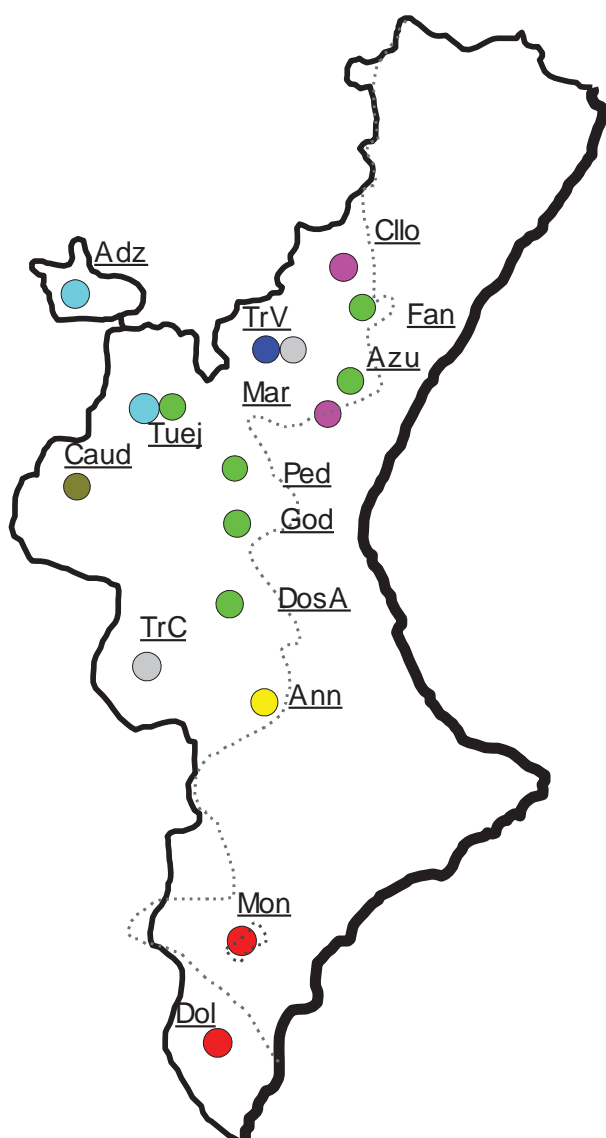 Cllo
Adz
Fan
TrV
Azu
Mar
Tuej
Caud
Ped
God
DosA
TrC
Ann
Mon
Dol